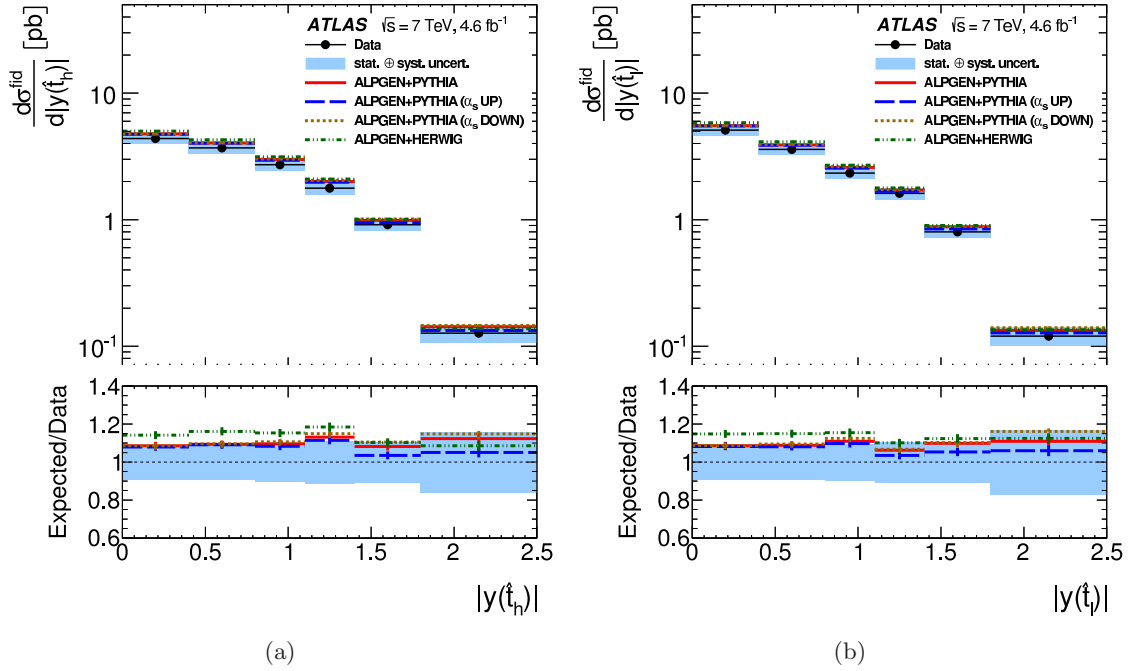 ATLAS √s = 7 TeV, 4.6 fb⁻¹
Data
stat. ⊕ syst. uncert.
ALPGEN+PYTHIA
ALPGEN+PYTHIA (αₛ UP)
ALPGEN+PYTHIA (αₛ DOWN)
ALPGEN+HERWIG
dσ^fid / d|y(t̂_h)| [pb]
10
1
10⁻¹
Expected/Data
1.4
1.2
1
0.8
0.6
0 0.5 1 1.5 2 2.5
|y(t̂_h)|
(a)
ATLAS √s = 7 TeV, 4.6 fb⁻¹
Data
stat. ⊕ syst. uncert.
ALPGEN+PYTHIA
ALPGEN+PYTHIA (αₛ UP)
ALPGEN+PYTHIA (αₛ DOWN)
ALPGEN+HERWIG
dσ^fid / d|y(t̂_l)| [pb]
10
1
10⁻¹
Expected/Data
1.4
1.2
1
0.8
0.6
0 0.5 1 1.5 2 2.5
|y(t̂_l)|
(b)